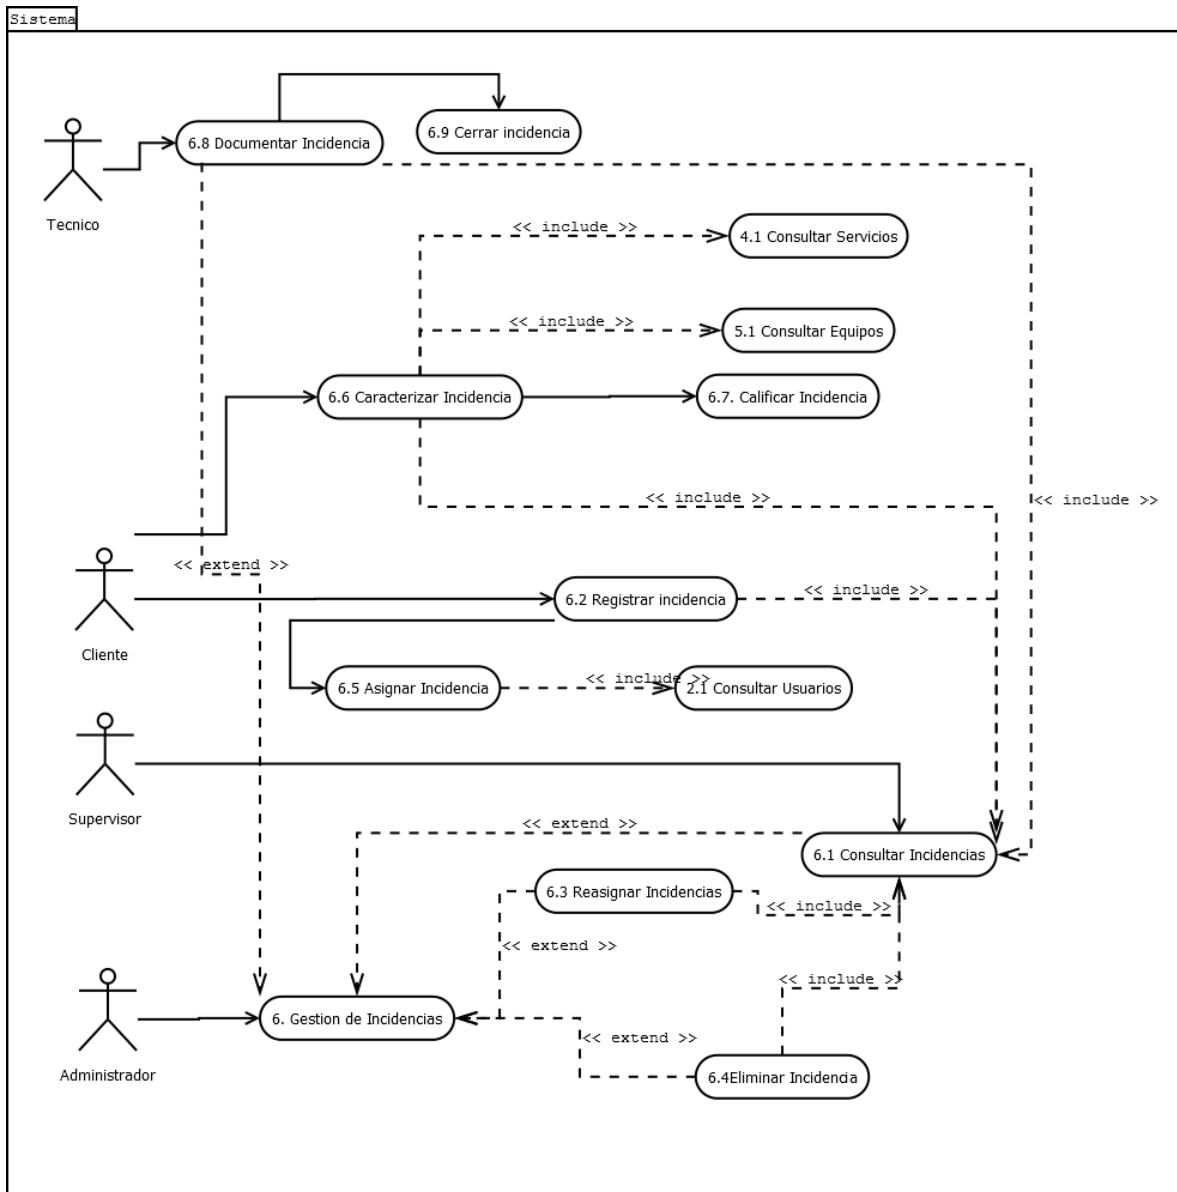 Sistema
6.8 Documentar Incidencia
6.9 Cerrar incidencia
Tecnico
<< include >>
4.1 Consultar Servicios
<< include >>
5.1 Consultar Equipos
6.6 Caracterizar Incidencia
6.7. Calificar Incidencia
<< include >>
<< include >>
<< extend >>
6.2 Registrar incidencia
<< include >>
Cliente
6.5 Asignar Incidencia
<< include >>
2.1 Consultar Usuarios
Supervisor
<< extend >>
6.1 Consultar Incidencias
6.3 Reasignar Incidencias
<< include >>
<< extend >>
<< include >>
6. Gestion de Incidencias
<< extend >>
Administrador
6.4Eliminar Incidencia